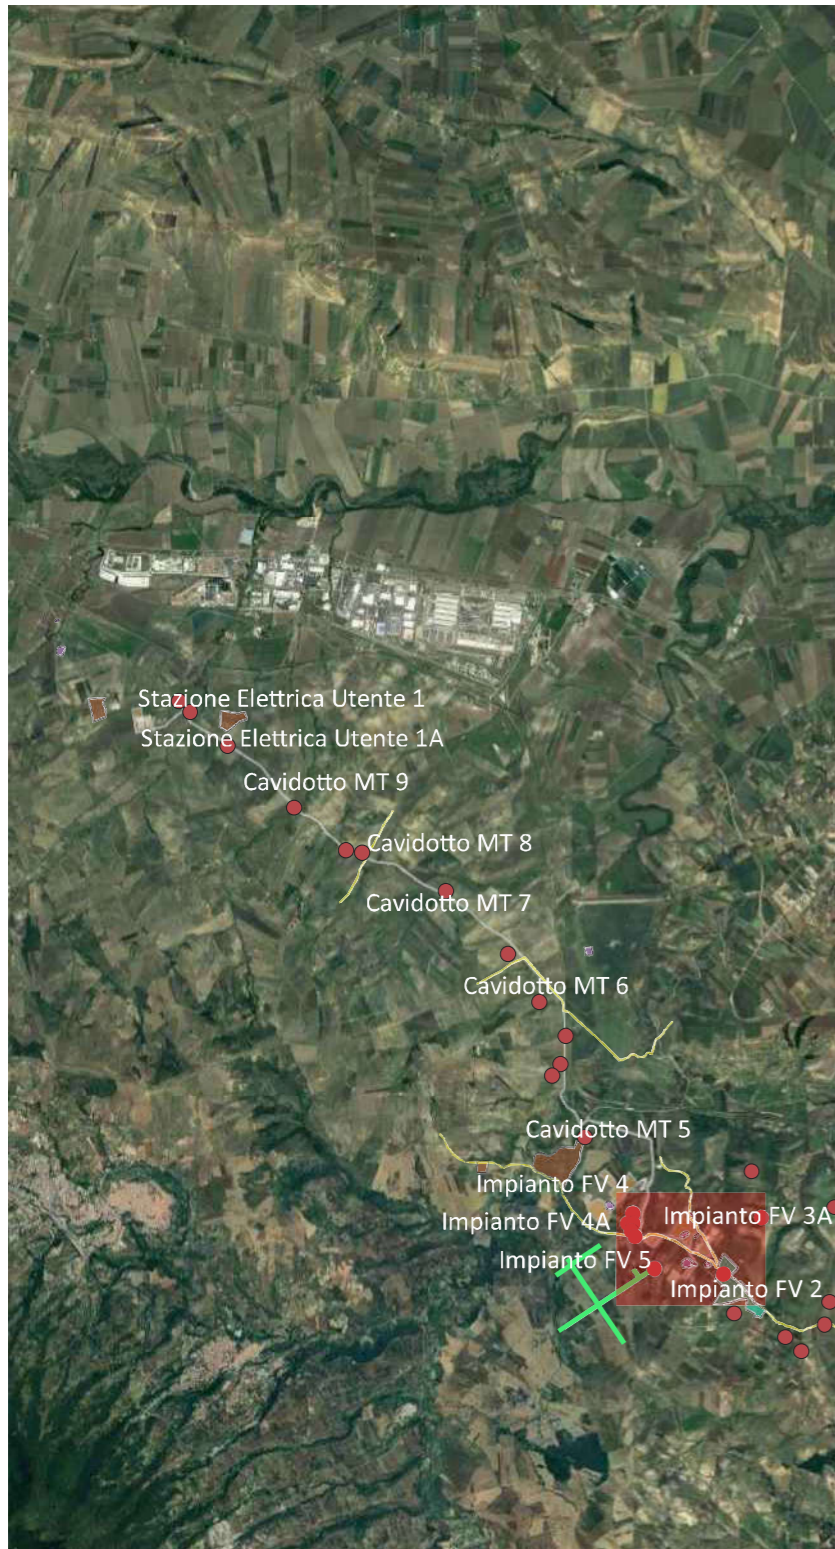 Stazione Elettrica Utente 1
Stazione Elettrica Utente 1A
Cavidotto MT 9
Cavidotto MT 8
Cavidotto MT 7
Cavidotto MT 6
Cavidotto MT 5
Impianto FV 4
Impianto FV 4A
Impianto FV 3A
Impianto FV 5
Impianto FV 2